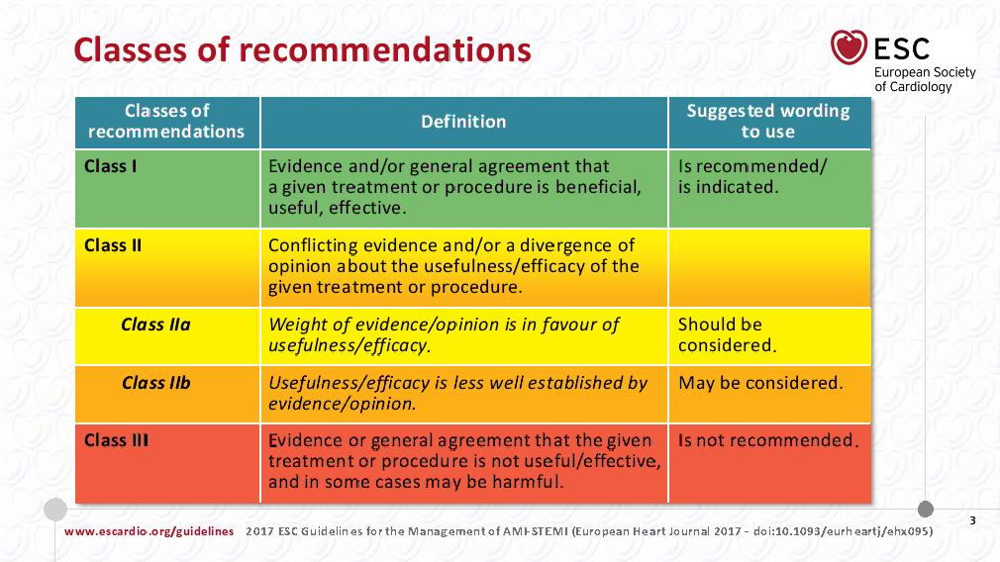 Classes of recommendations
ESC
European Society
of Cardiology
Classes of
recommendations
Definition
Suggested wording
to use
Class I
Evidence and/or general agreement that
a given treatment or procedure is beneficial,
useful, effective.
Is recommended/
is indicated.
Class II
Conflicting evidence and/or a divergence of
opinion about the usefulness/efficacy of the
given treatment or procedure.
Class IIa
Weight of evidence/opinion is in favour of
usefulness/efficacy.
Should be
considered.
Class IIb
Usefulness/efficacy is less well established by
evidence/opinion.
May be considered.
Class III
Evidence or general agreement that the given
treatment or procedure is not useful/effective,
and in some cases may be harmful.
Is not recommended.
3
www.escardio.org/guidelines 2017 ESC Guidelines for the Management of AMI-STEMI (European Heart Journal 2017 - doi:10.1093/eurheartj/ehx095)